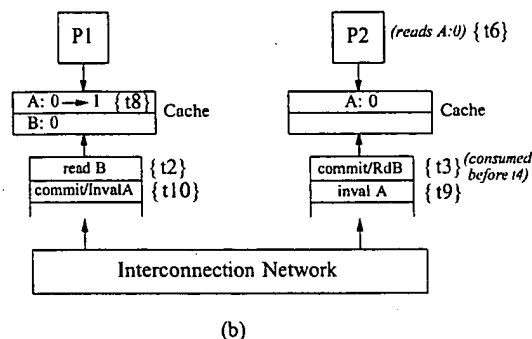 P1
P2 (reads A:0) {t6}
A: 0 → 1 {t8}
B: 0
Cache
A: 0
Cache
read B {t2}
commit/InvalA {t10}
commit/RdB {t3} (consumed before t4)
inval A {t9}
Interconnection Network
(b)